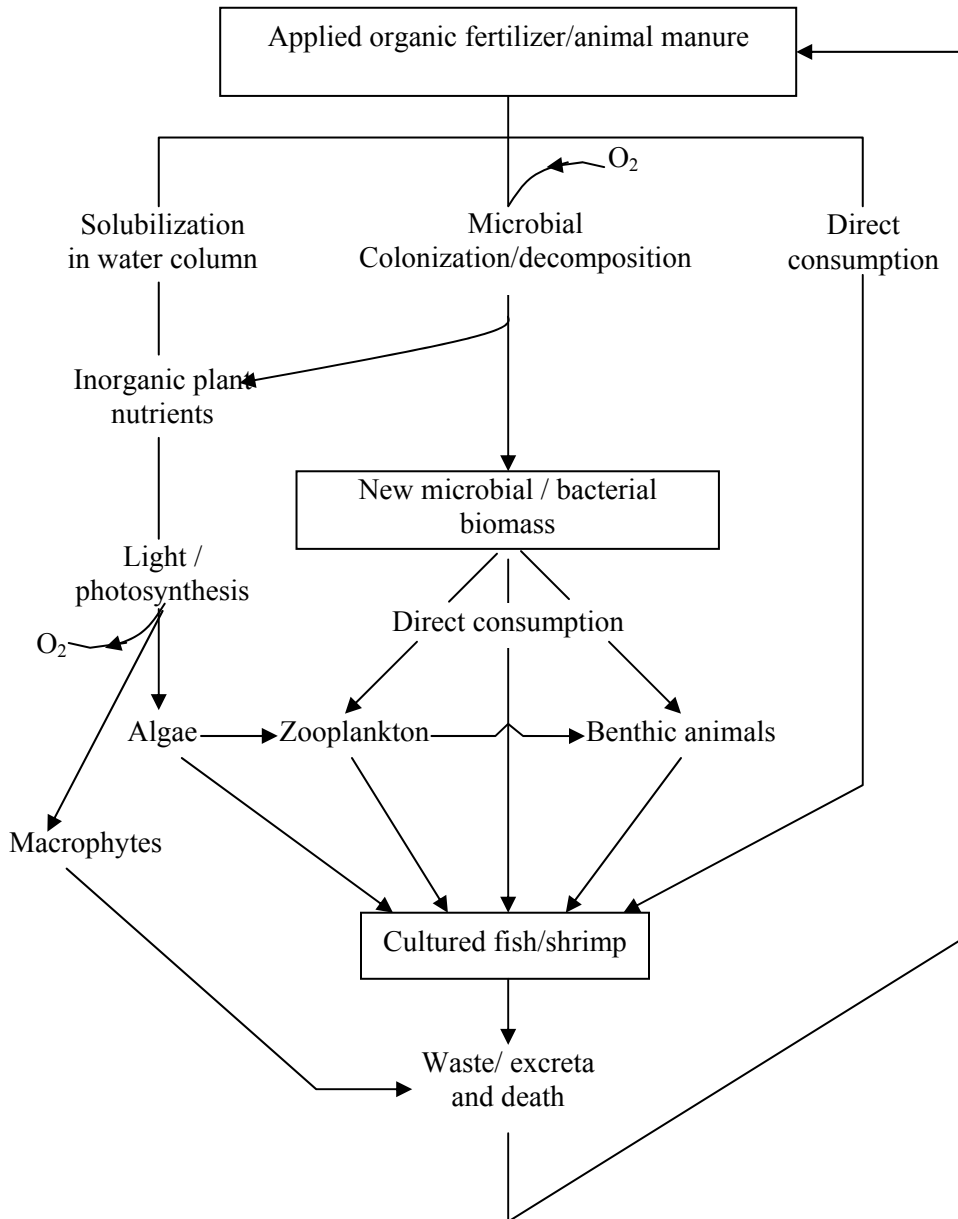 Applied organic fertilizer/animal manure
O₂
Solubilization
in water column
Microbial
Colonization/decomposition
Direct
consumption
Inorganic plant
nutrients
New microbial / bacterial
biomass
Light /
photosynthesis
O₂
Direct consumption
Algae
Zooplankton
Benthic animals
Macrophytes
Cultured fish/shrimp
Waste/ excreta
and death